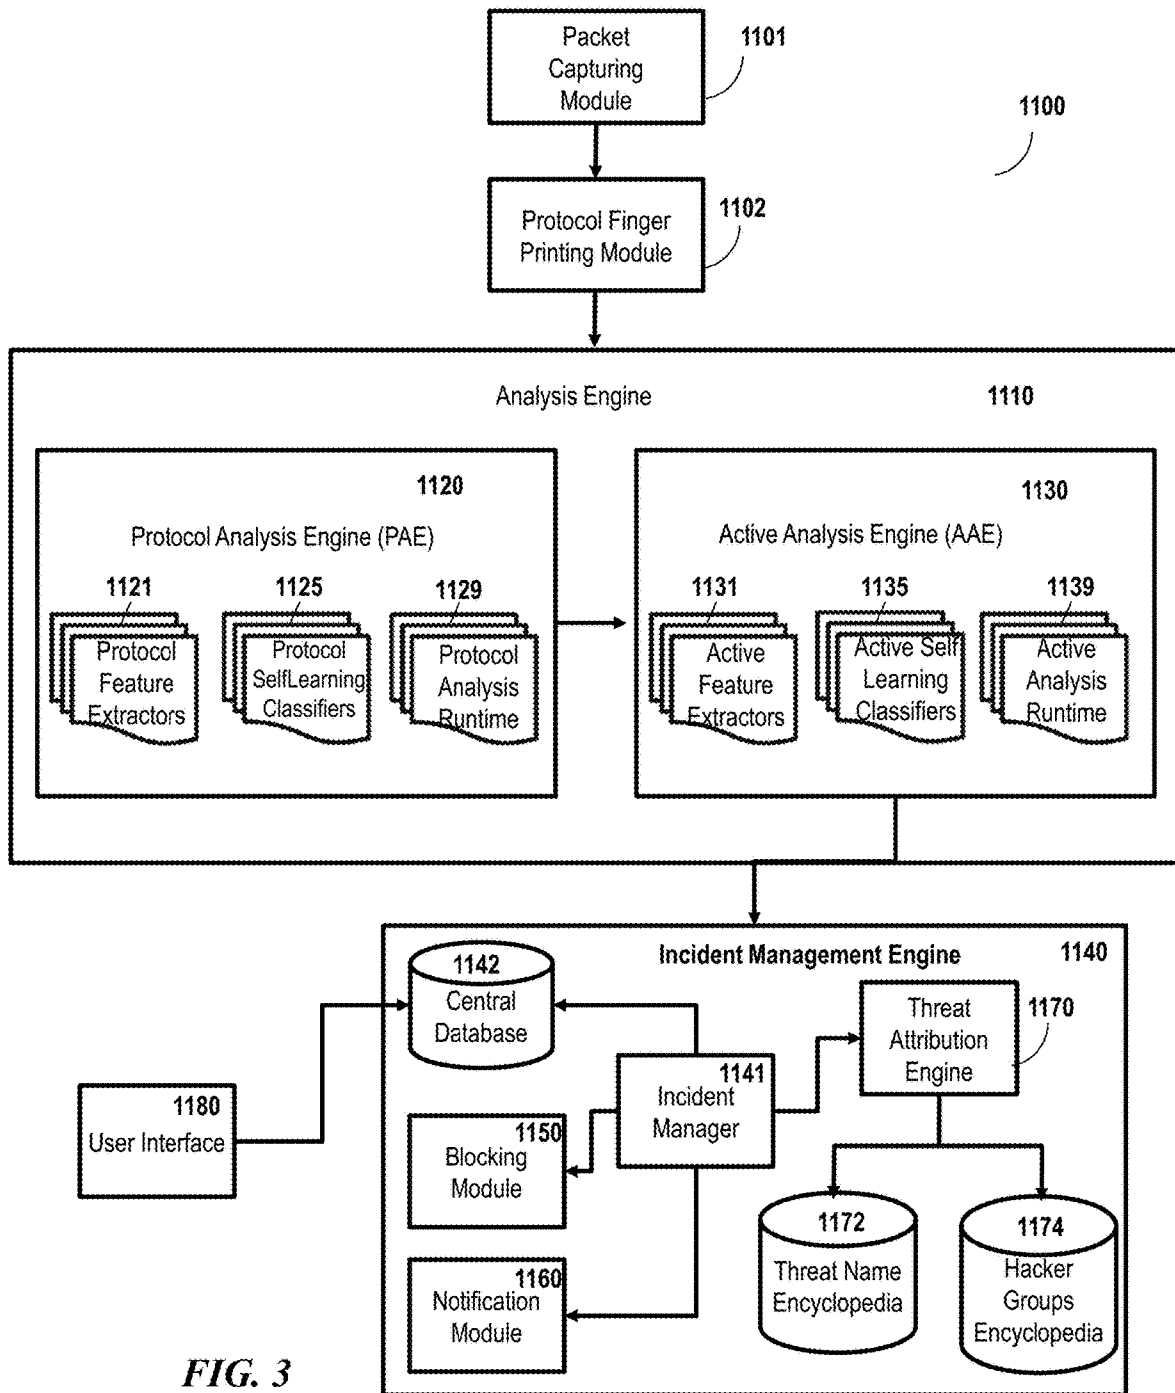 Packet
Capturing
Module
1101
1100
Protocol Finger
Printing Module
1102
Analysis Engine
1110
1120
Protocol Analysis Engine (PAE)
1121
1125
1129
Protocol
Feature
Extractors
Protocol
SelfLearning
Classifiers
Protocol
Analysis
Runtime
1130
Active Analysis Engine (AAE)
1131
1135
1139
Active
Feature
Extractors
Active Self
Learning
Classifiers
Active
Analysis
Runtime
Incident Management Engine
1140
1142
Central
Database
Threat
Attribution
Engine
1170
1141
Incident
Manager
1180
User Interface
1150
Blocking
Module
1160
Notification
Module
1172
Threat Name
Encyclopedia
1174
Hacker
Groups
Encyclopedia
FIG. 3